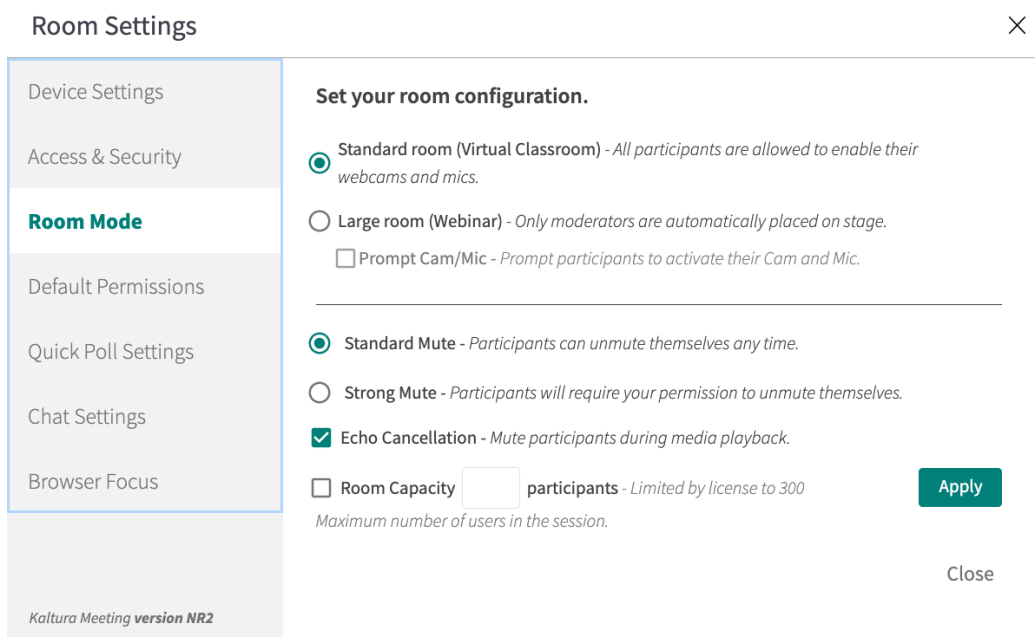 Room Settings
Device Settings
Access & Security
Room Mode
Default Permissions
Quick Poll Settings
Chat Settings
Browser Focus
Kaltura Meeting version NR2
Set your room configuration.
Standard room (Virtual Classroom) - All participants are allowed to enable their
webcams and mics.
Large room (Webinar) - Only moderators are automatically placed on stage.
Prompt Cam/Mic - Prompt participants to activate their Cam and Mic.
Standard Mute - Participants can unmute themselves any time.
Strong Mute - Participants will require your permission to unmute themselves.
Echo Cancellation - Mute participants during media playback.
Room Capacity participants - Limited by license to 300
Apply
Maximum number of users in the session.
Close